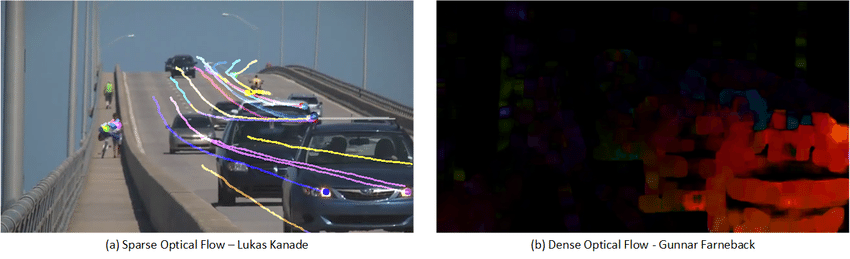 (a) Sparse Optical Flow – Lukas Kanade
(b) Dense Optical Flow - Gunnar Farneback